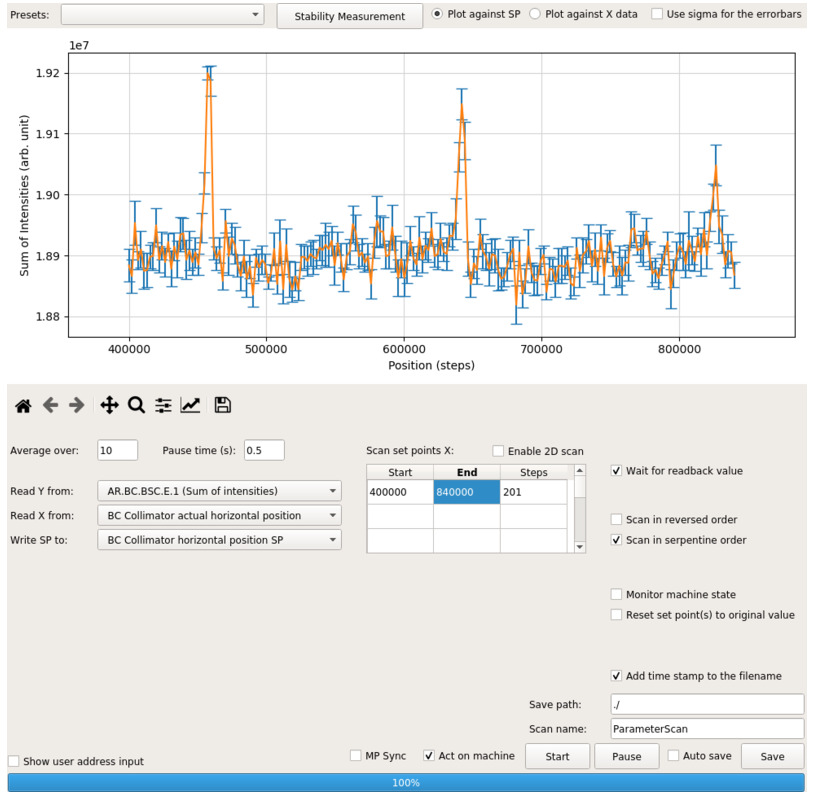 Presets: Stability Measurement Plot against SP Plot against X data Use sigma for the errorbars
1e7
1.92
1.91
1.90
1.89
1.88
Sum of Intensities (arb. unit)
400000 500000 600000 700000 800000
Position (steps)
Average over: 10 Pause time (s): 0.5 Scan set points X: Enable 2D scan
Start End Steps
400000 840000 201
Wait for readback value
Read Y from: AR.BC.BSC.E.1 (Sum of intensities)
Read X from: BC Collimator actual horizontal position
Write SP to: BC Collimator horizontal position SP
Scan in reversed order
Scan in serpentine order
Monitor machine state
Reset set point(s) to original value
Add time stamp to the filename
Save path: ./
Scan name: ParameterScan
Show user address input MP Sync Act on machine Start Pause Auto save Save
100%